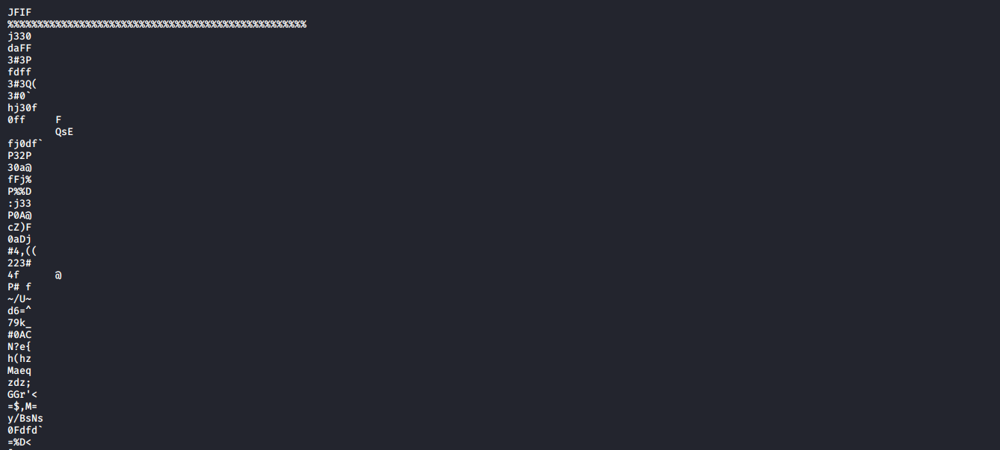 JFIF
%%%%%%%%%%%%%%%%%%%%%%%%%%%%%%%%%%%%%%%%%%%%%%%%%%
j330
daFF
3#3P
fdff
3#3Q(
3#0`
hj30f
0ff     F
        QsE
fj0df`
P32P
30a@
fFj%
P%%D
:j33
P0A@
cZ)F
0aDj
#4,((
223#
4f      @
P# f
~/U~
d6=^
79k_
#0AC
N?e{
h(hz
Maeq
zdz;
GGr'<
=$,M=
y/BsNs
0Fdfd`
=%D<